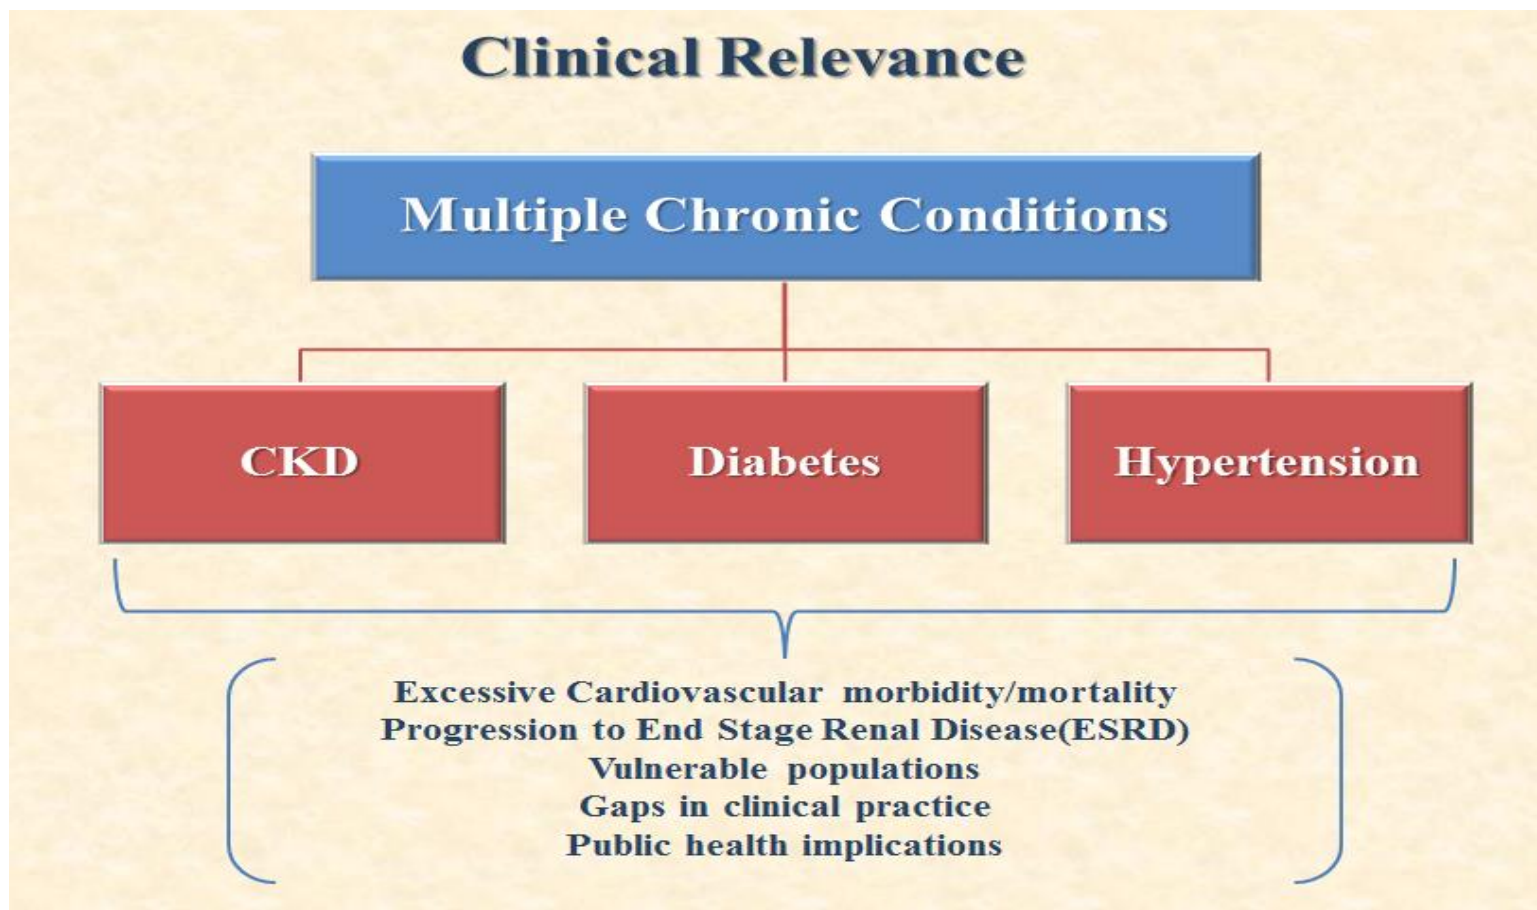 Clinical Relevance
Multiple Chronic Conditions
CKD
Diabetes
Hypertension
Excessive Cardiovascular morbidity/mortality
Progression to End Stage Renal Disease(ESRD)
Vulnerable populations
Gaps in clinical practice
Public health implications